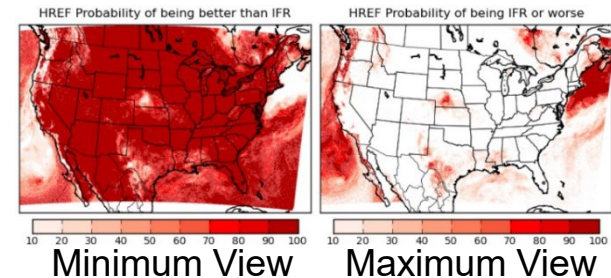 HREF Probability of being better than IFR
HREF Probability of being IFR or worse
10 20 30 40 50 60 70 80 90 100
10 20 30 40 50 60 70 80 90 100
Minimum View
Maximum View